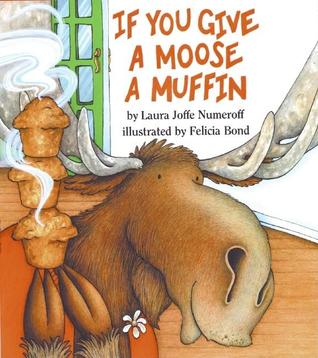 IF YOU GIVE
A MOOSE
A MUFFIN
by Laura Joffe Numeroff
illustrated by Felicia Bond